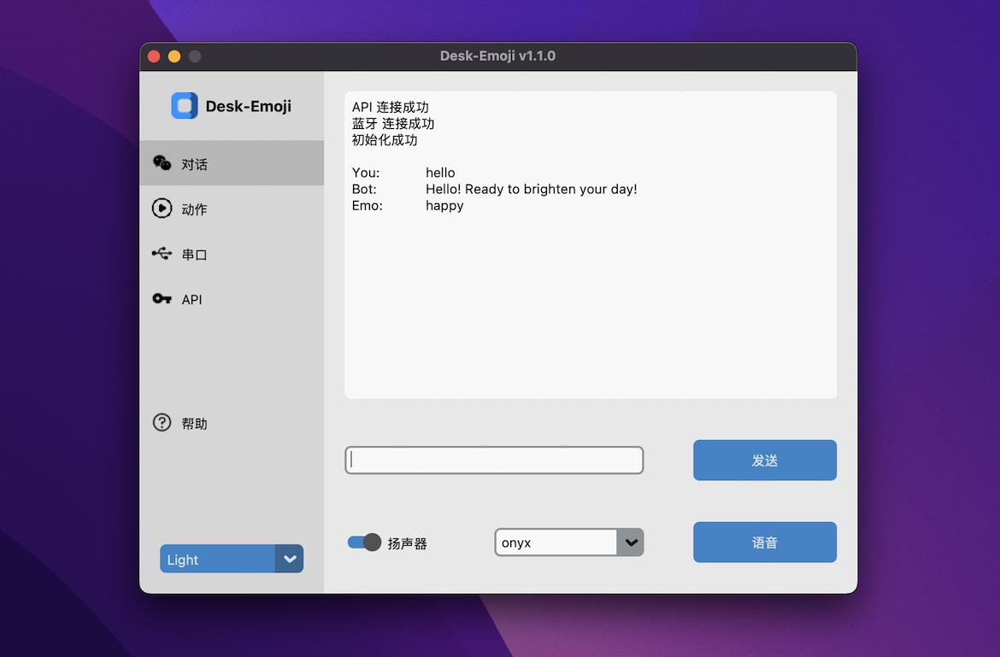 Desk-Emoji v1.1.0
Desk-Emoji
对话
动作
串口
API
帮助
Light
API 连接成功
蓝牙 连接成功
初始化成功
You: hello
Bot: Hello! Ready to brighten your day!
Emo: happy
发送
扬声器
onyx
语音